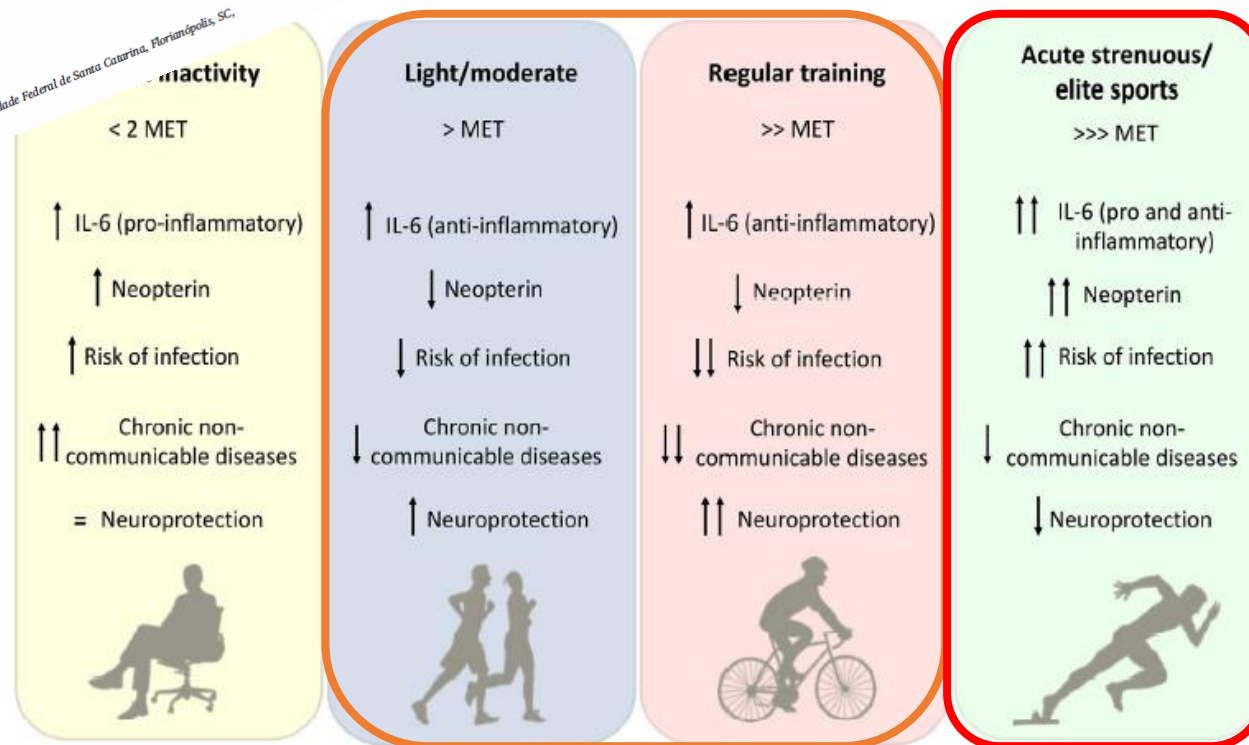 dade Federal de Santa Catarina, Florianópolis, SC,
inactivity
< 2 MET
↑ IL-6 (pro-inflammatory)
↑ Neopterin
↑ Risk of infection
↑↑ Chronic non-
communicable diseases
= Neuroprotection
Light/moderate
> MET
↑ IL-6 (anti-inflammatory)
↓ Neopterin
↓ Risk of infection
↓ Chronic non-
communicable diseases
↑ Neuroprotection
Regular training
>> MET
↑ IL-6 (anti-inflammatory)
↓ Neopterin
↓↓ Risk of infection
↓↓ Chronic non-
communicable diseases
↑↑ Neuroprotection
Acute strenuous/
elite sports
>>> MET
↑↑ IL-6 (pro and anti-
inflammatory)
↑↑ Neopterin
↑↑ Risk of infection
↓ Chronic non-
communicable diseases
↓ Neuroprotection